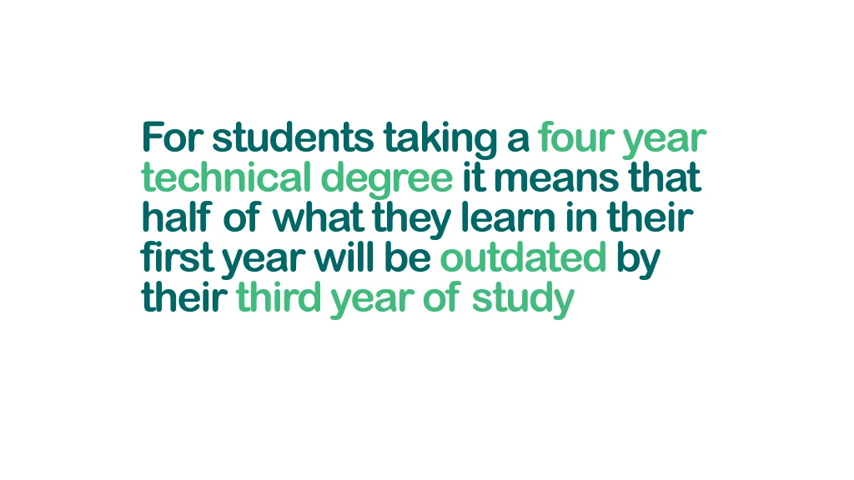 For students taking a four year
technical degree it means that
half of what they learn in their
first year will be outdated by
their third year of study